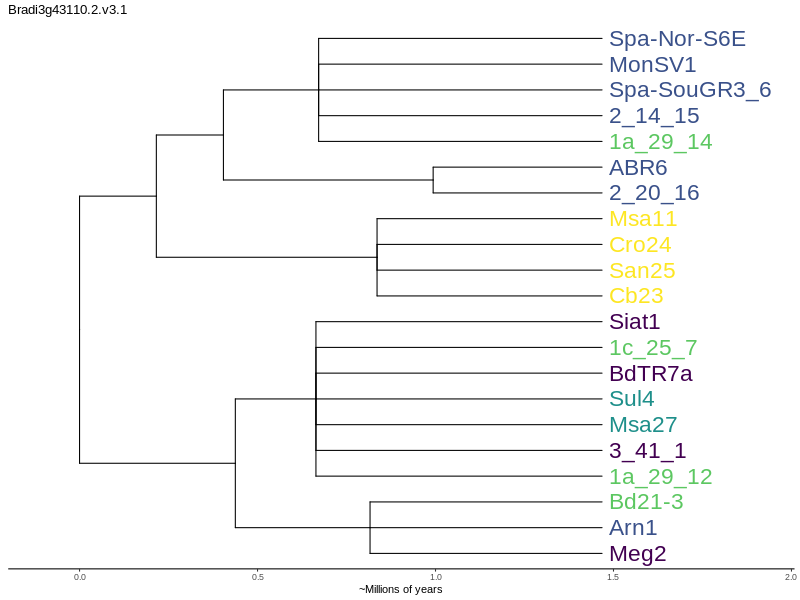 Bradi3g43110.2.v3.1
Spa-Nor-S6E
MonSV1
Spa-SouGR3_6
2_14_15
1a_29_14
ABR6
2_20_16
Msa11
Cro24
San25
Cb23
Siat1
1c_25_7
BdTR7a
Sul4
Msa27
3_41_1
1a_29_12
Bd21-3
Arn1
Meg2
0.0 0.5 1.0 1.5 2.0
~Millions of years